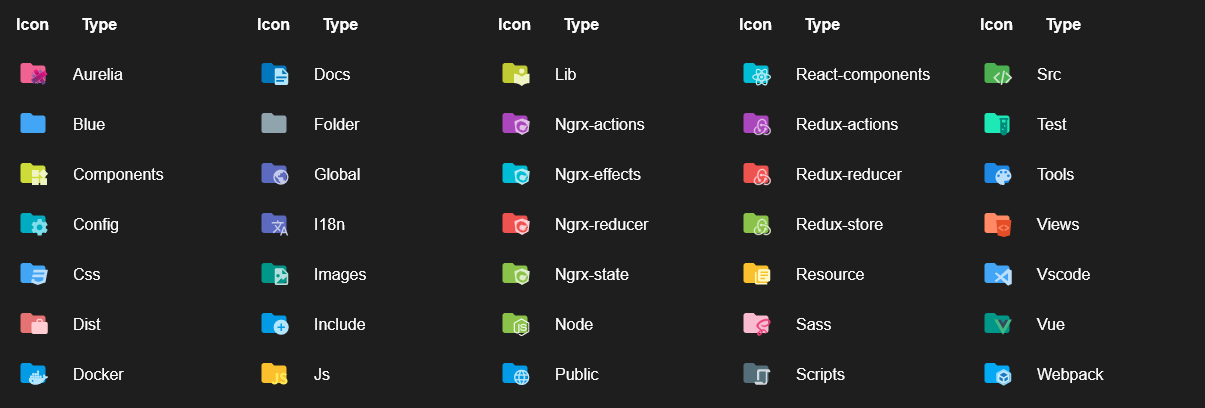 Icon Type Icon Type Icon Type Icon Type Icon Type
Aurelia Docs Lib React-components Src
Blue Folder Ngrx-actions Redux-actions Test
Components Global Ngrx-effects Redux-reducer Tools
Config I18n Ngrx-reducer Redux-store Views
Css Images Ngrx-state Resource Vscode
Dist Include Node Sass Vue
Docker Js Public Scripts Webpack